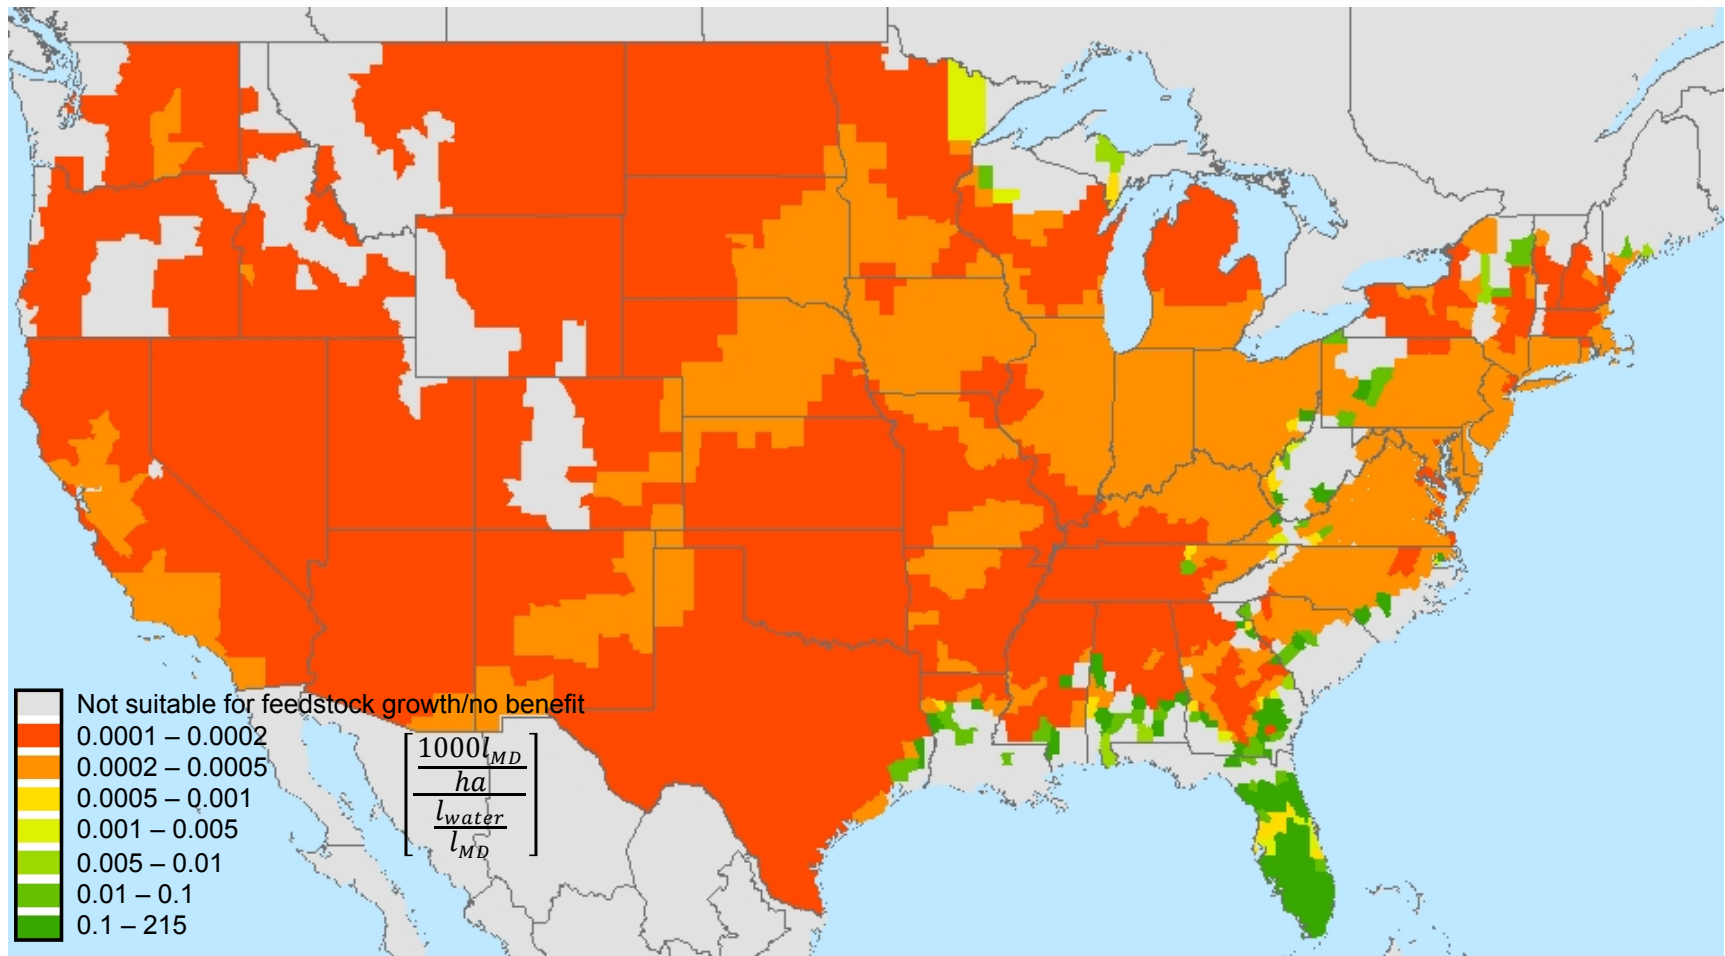 Not suitable for feedstock growth/no benefit
0.0001 – 0.0002
0.0002 – 0.0005
0.0005 – 0.001
0.001 – 0.005
0.005 – 0.01
0.01 – 0.1
0.1 – 215
1000l_MD
ha
l_water
l_MD